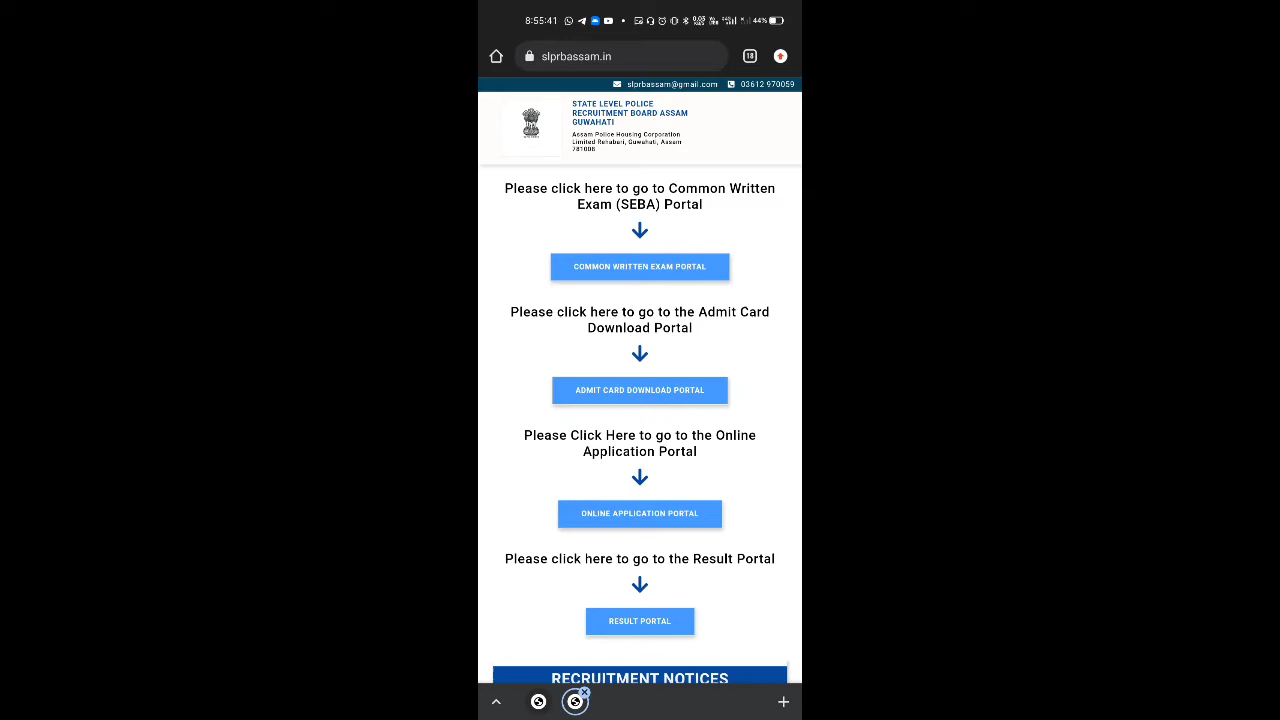 8:55:41
44%
slprbassam.in
18
slprbassam@gmail.com 03612 970059
STATE LEVEL POLICE
RECRUITMENT BOARD ASSAM
GUWAHATI
Assam Police Housing Corporation
Limited Rehabari, Guwahati, Assam
781008
Please click here to go to Common Written
Exam (SEBA) Portal
COMMON WRITTEN EXAM PORTAL
Please click here to go to the Admit Card
Download Portal
ADMIT CARD DOWNLOAD PORTAL
Please Click Here to go to the Online
Application Portal
ONLINE APPLICATION PORTAL
Please click here to go to the Result Portal
RESULT PORTAL
RECRUITMENT NOTICES